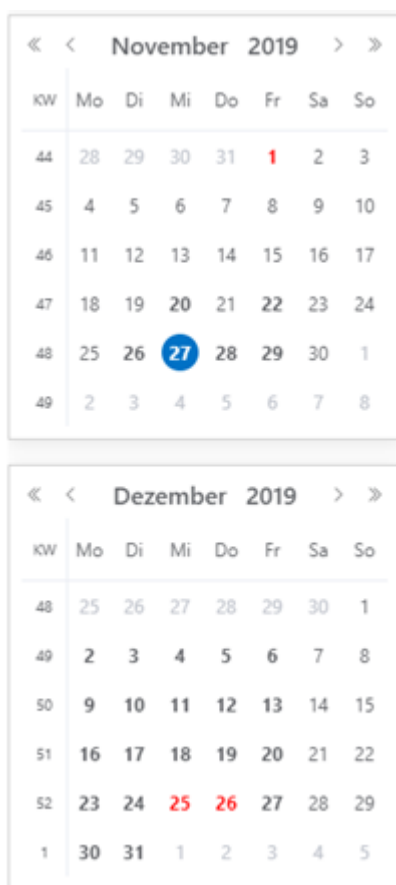 « < November 2019 > »
KW Mo Di Mi Do Fr Sa So
44 28 29 30 31 1 2 3
45 4 5 6 7 8 9 10
46 11 12 13 14 15 16 17
47 18 19 20 21 22 23 24
48 25 26 27 28 29 30 1
49 2 3 4 5 6 7 8
« < Dezember 2019 > »
KW Mo Di Mi Do Fr Sa So
48 25 26 27 28 29 30 1
49 2 3 4 5 6 7 8
50 9 10 11 12 13 14 15
51 16 17 18 19 20 21 22
52 23 24 25 26 27 28 29
1 30 31 1 2 3 4 5